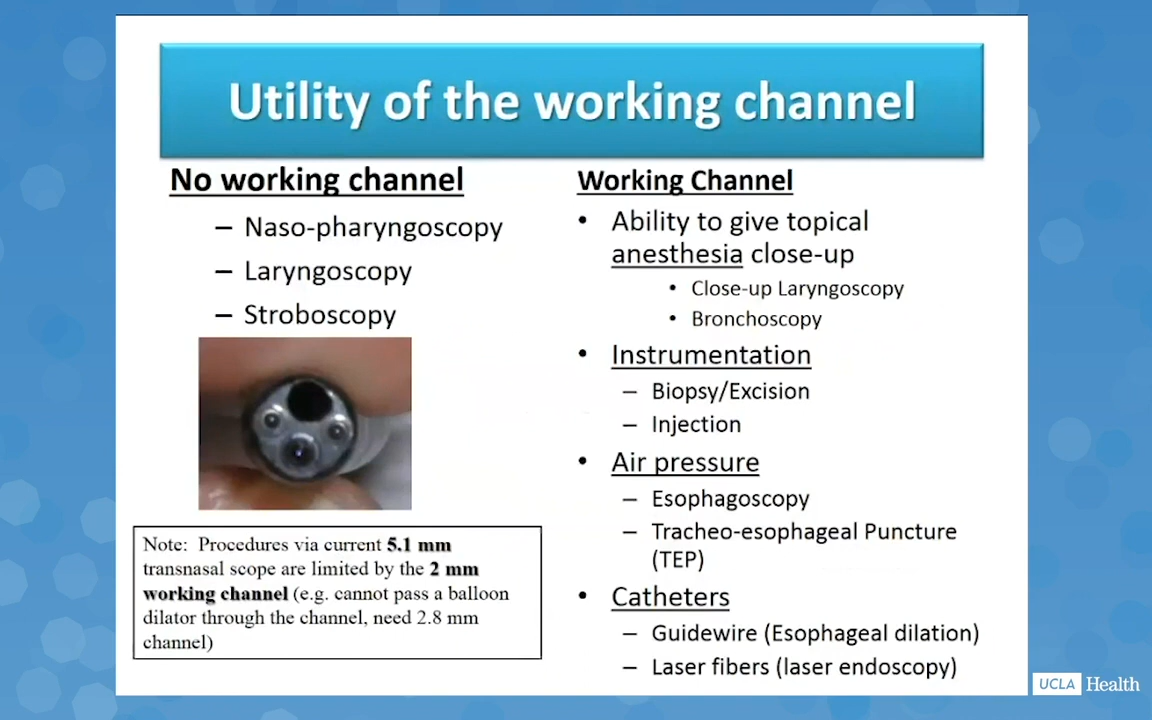 Utility of the working channel
No working channel
– Naso-pharyngoscopy
– Laryngoscopy
– Stroboscopy
Note: Procedures via current 5.1 mm
transnasal scope are limited by the 2 mm
working channel (e.g. cannot pass a balloon
dilator through the channel, need 2.8 mm
channel)
Working Channel
• Ability to give topical
anesthesia close-up
• Close-up Laryngoscopy
• Bronchoscopy
• Instrumentation
– Biopsy/Excision
– Injection
• Air pressure
– Esophagoscopy
– Tracheo-esophageal Puncture
(TEP)
• Catheters
– Guidewire (Esophageal dilation)
– Laser fibers (laser endoscopy)
UCLA Health